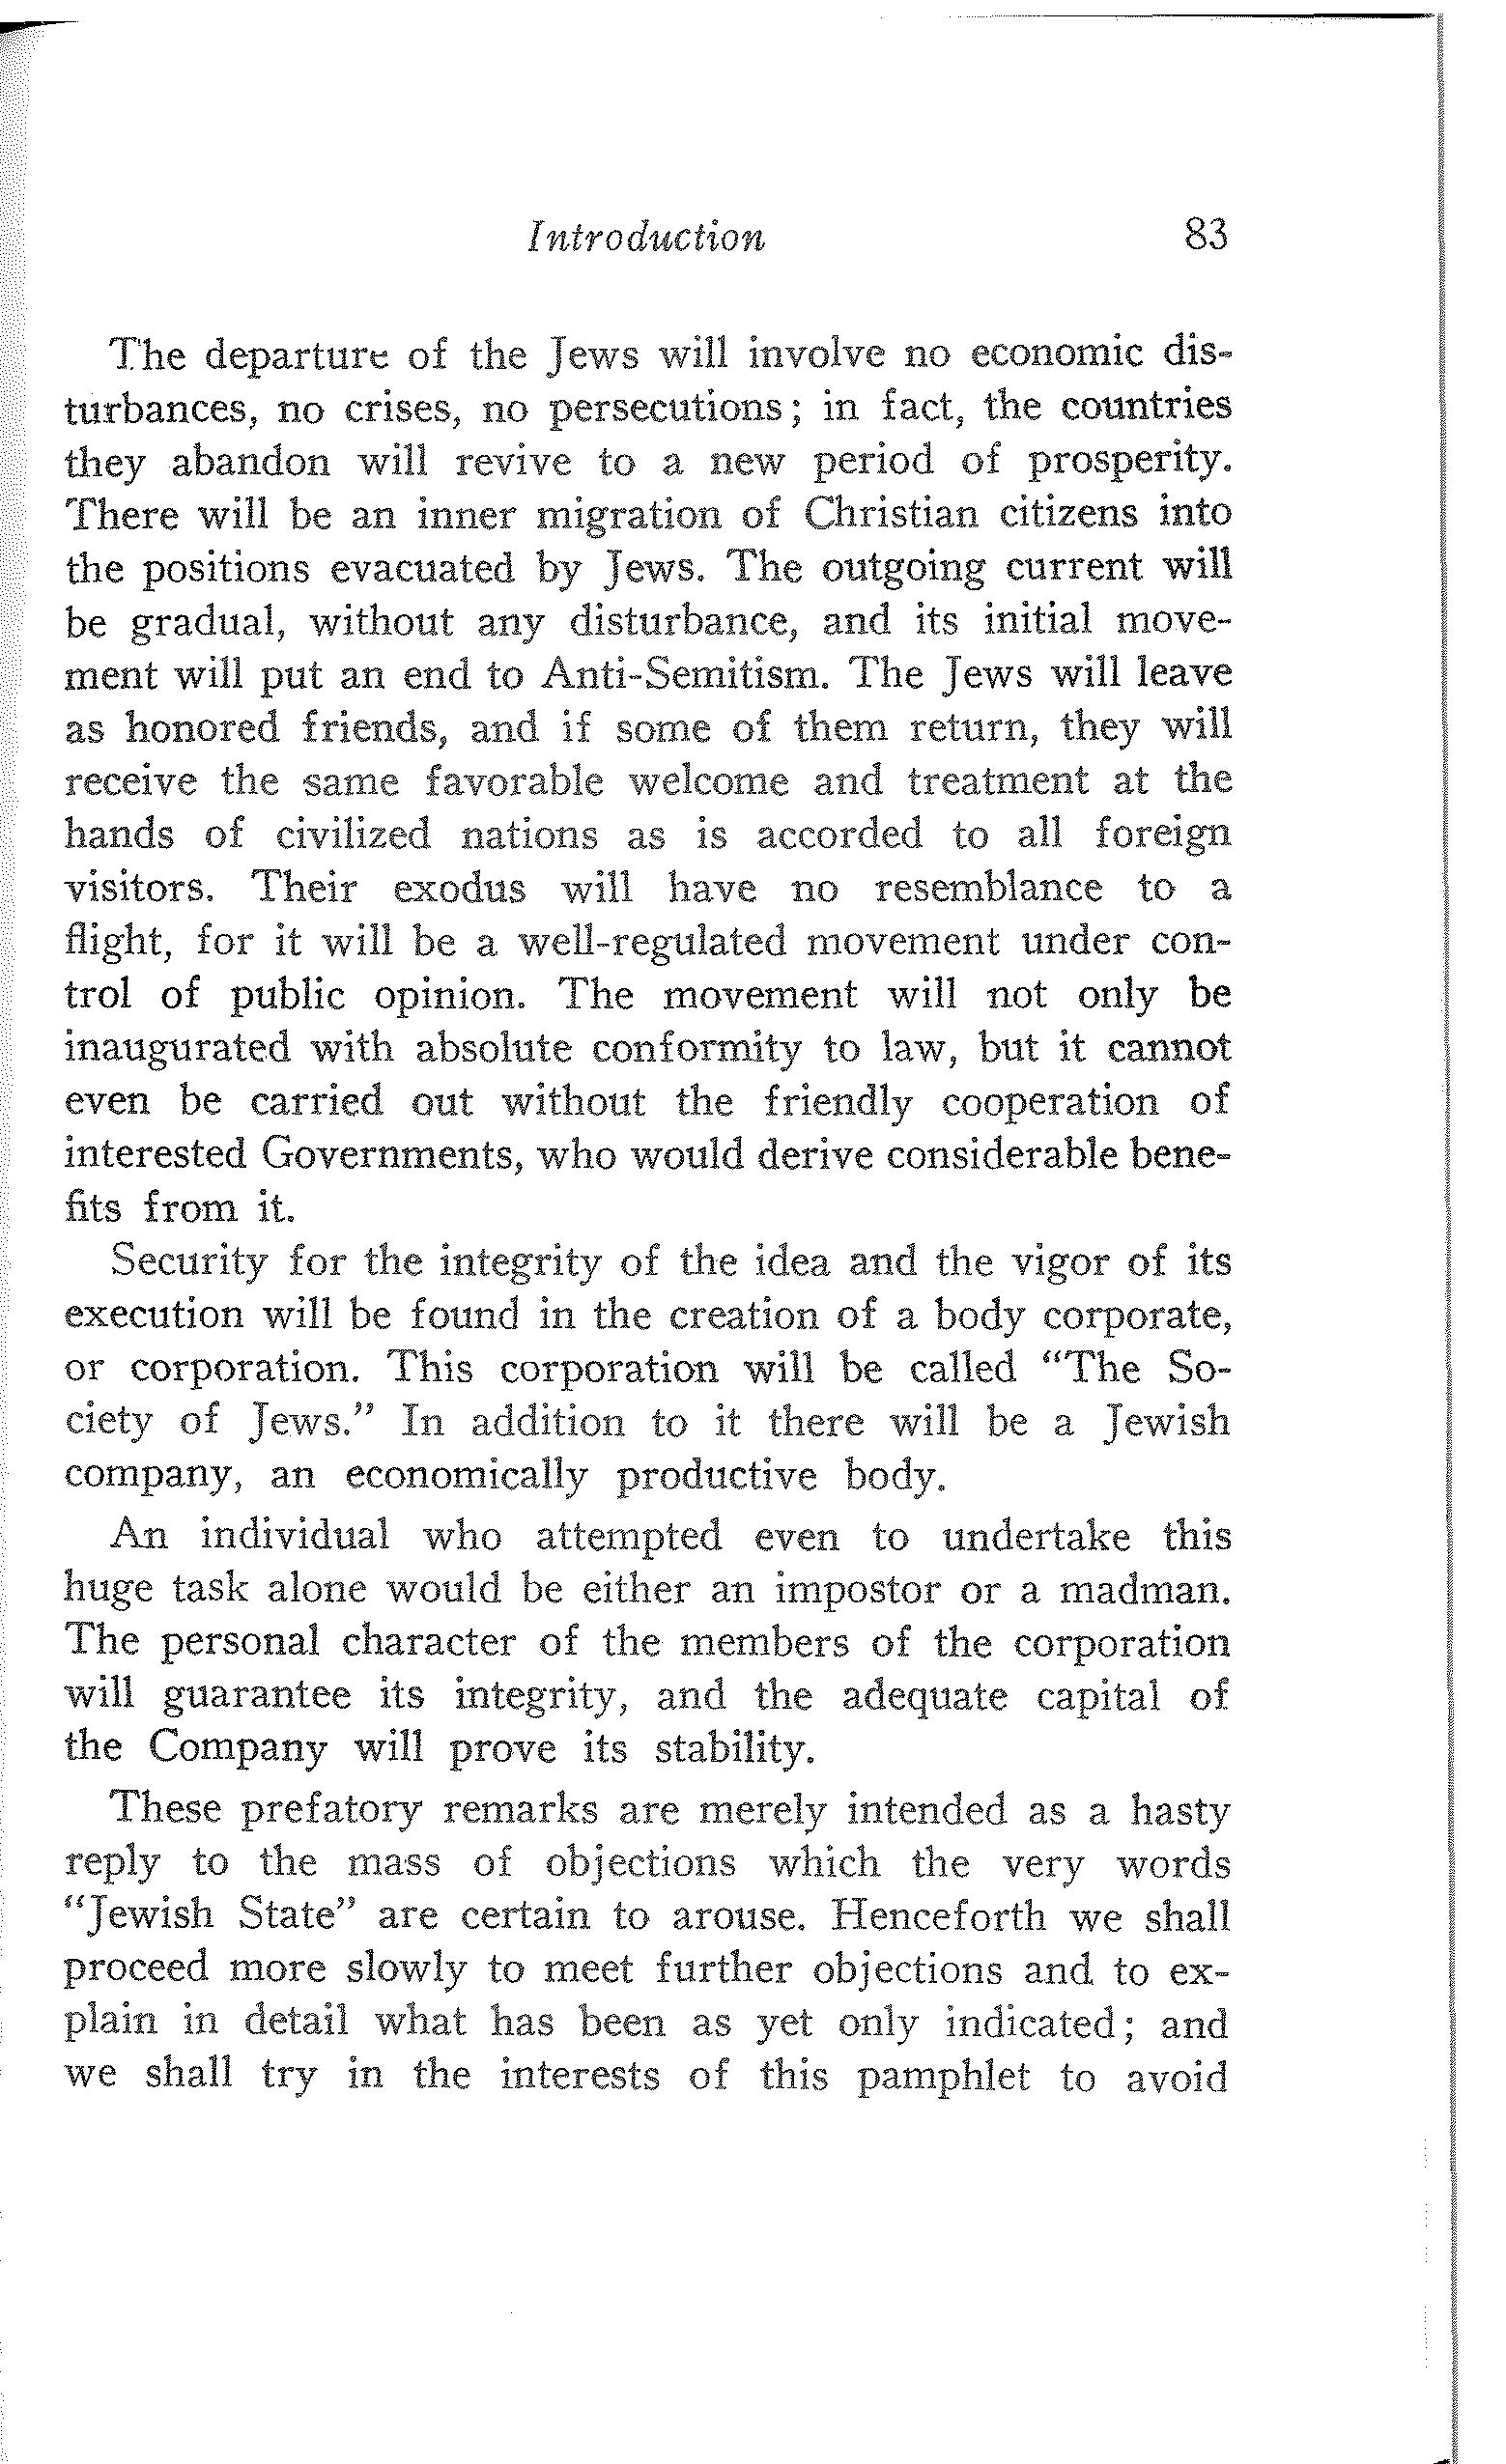 Introduction 83
The departure of the Jews will involve no economic dis-
turbances, no crises, no persecutions; in fact, the countries
they abandon will revive to a new period of prosperity.
There will be an inner migration of Christian citizens into
the positions evacuated by Jews. The outgoing current will
be gradual, without any disturbance, and its initial move-
ment will put an end to Anti-Semitism. The Jews will leave
as honored friends, and if some of them return, they will
receive the same favorable welcome and treatment at the
hands of civilized nations as is accorded to all foreign
visitors. Their exodus will have no resemblance to a
flight, for it will be a well-regulated movement under con-
trol of public opinion. The movement will not only be
inaugurated with absolute conformity to law, but it cannot
even be carried out without the friendly cooperation of
interested Governments, who would derive considerable bene-
fits from it.
Security for the integrity of the idea and the vigor of its
execution will be found in the creation of a body corporate,
or corporation. This corporation will be called “The So-
ciety of Jews.” In addition to it there will be a Jewish
company, an economically productive body.
An individual who attempted even to undertake this
huge task alone would be either an impostor or a madman.
The personal character of the members of the corporation
will guarantee its integrity, and the adequate capital of
the Company will prove its stability.
These prefatory remarks are merely intended as a hasty
reply to the mass of objections which the very words
“Jewish State” are certain to arouse. Henceforth we shall
proceed more slowly to meet further objections and to ex-
plain in detail what has been as yet only indicated; and
we shall try in the interests of this pamphlet to avoid